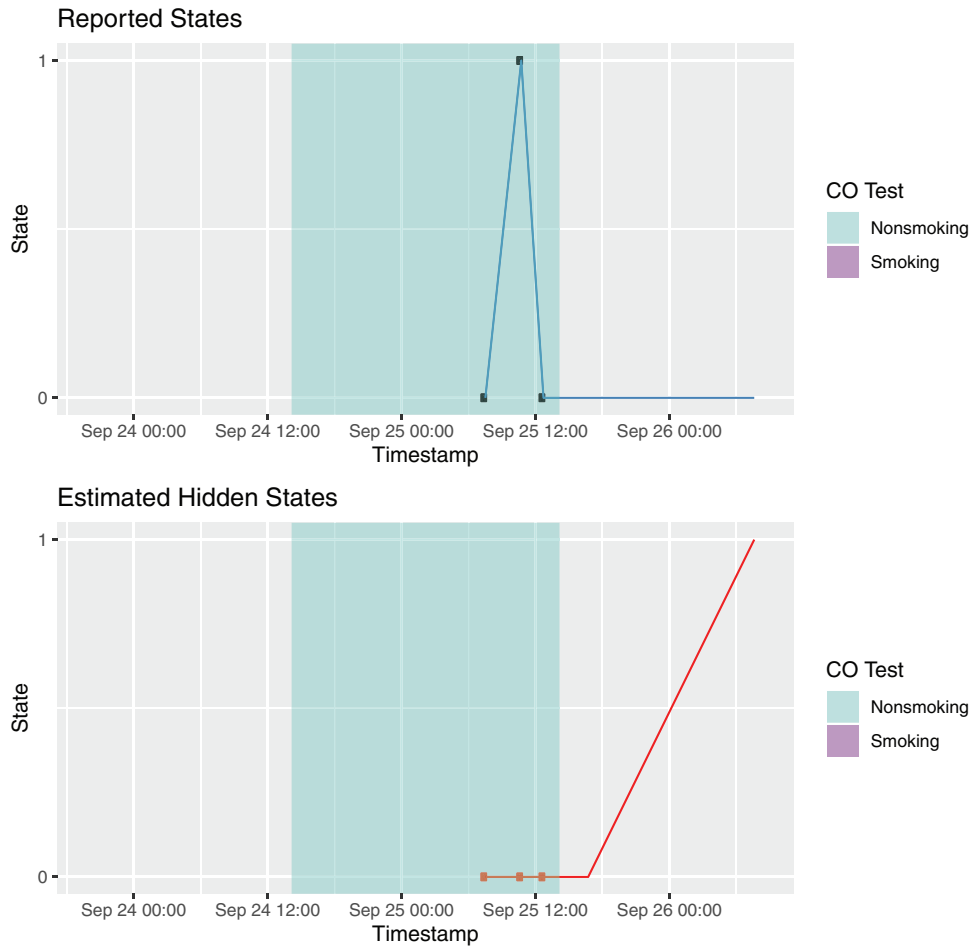 Reported States
1
0
State
Sep 24 00:00 Sep 24 12:00 Sep 25 00:00 Sep 25 12:00 Sep 26 00:00
Timestamp
CO Test
Nonsmoking
Smoking
Estimated Hidden States
1
0
State
Sep 24 00:00 Sep 24 12:00 Sep 25 00:00 Sep 25 12:00 Sep 26 00:00
Timestamp
CO Test
Nonsmoking
Smoking